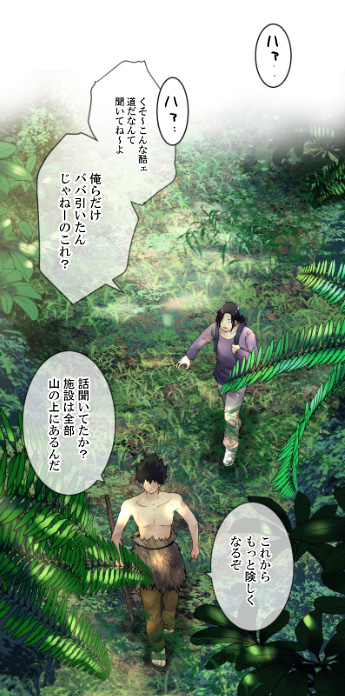 ハァ…
ハァ…
くそ～こんな酷ェ
道だなんて
聞いてね～よ
俺らだけ
ババ引いたん
じゃねーのこれ？
話聞いてたか？
施設は全部
山の上にあるんだ
これから
もっと険しく
なるぞ